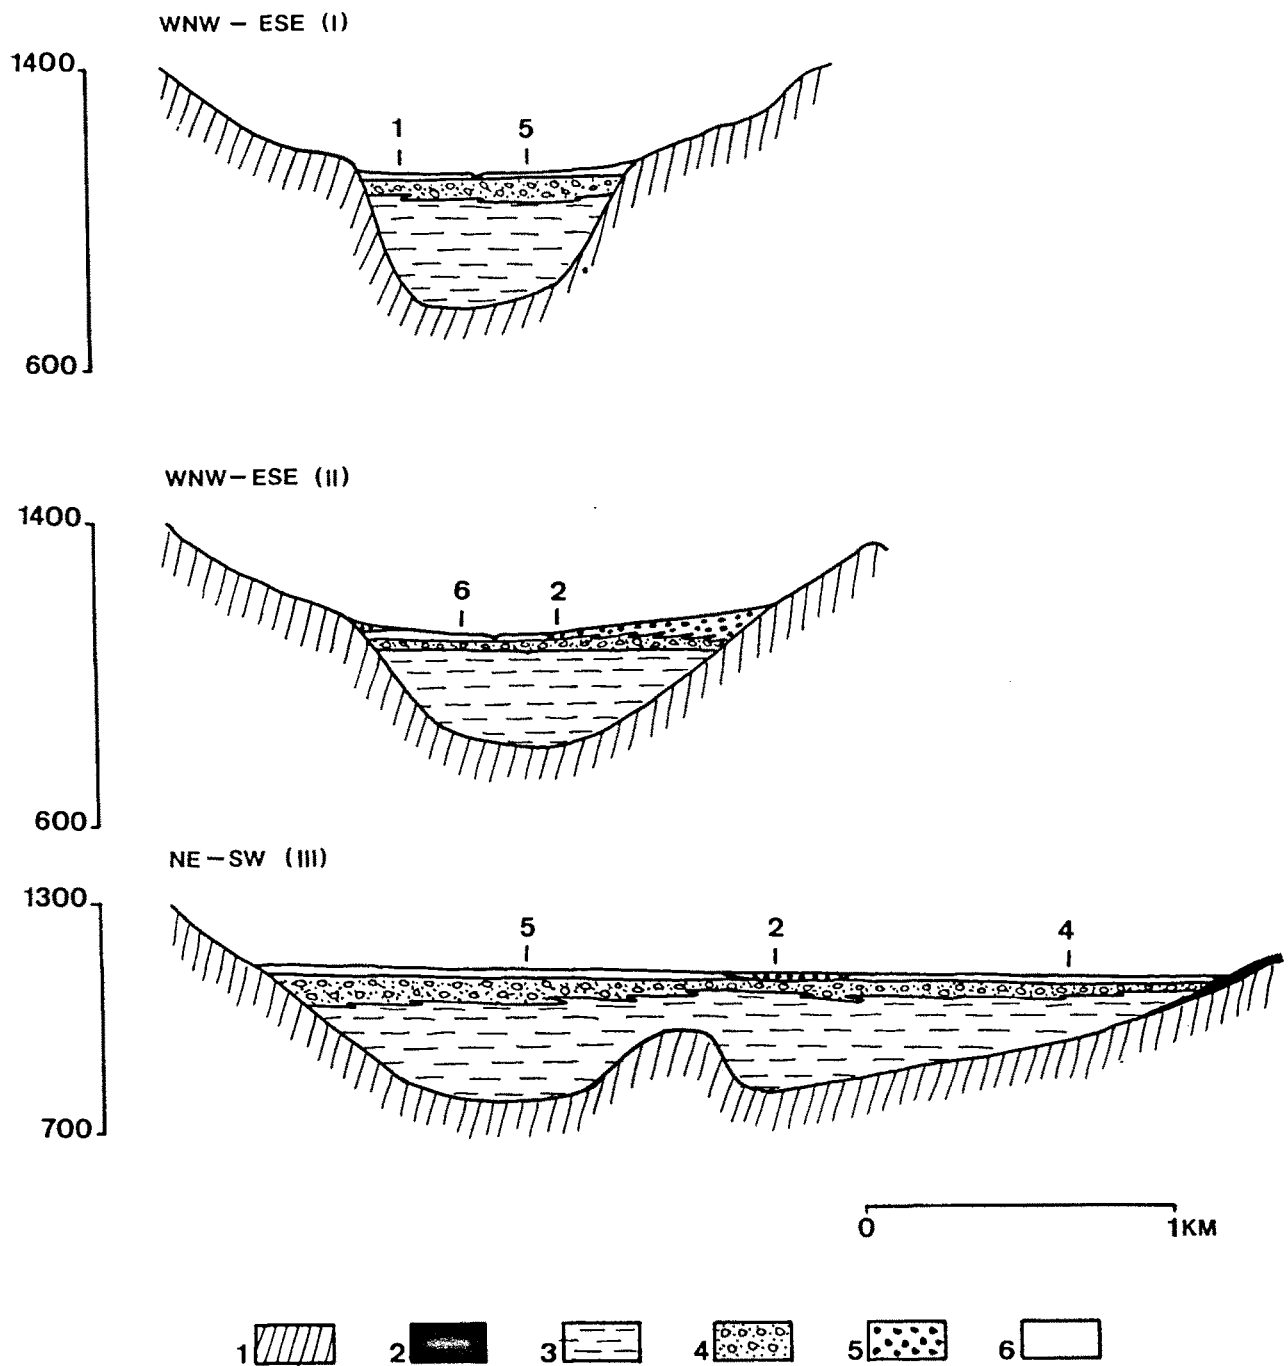 WNW – ESE (I)
1400
1 5
600
WNW – ESE (II)
1400
6 2
600
NE – SW (III)
1300
5 2 4
700
0 1KM
1 2 3 4 5 6